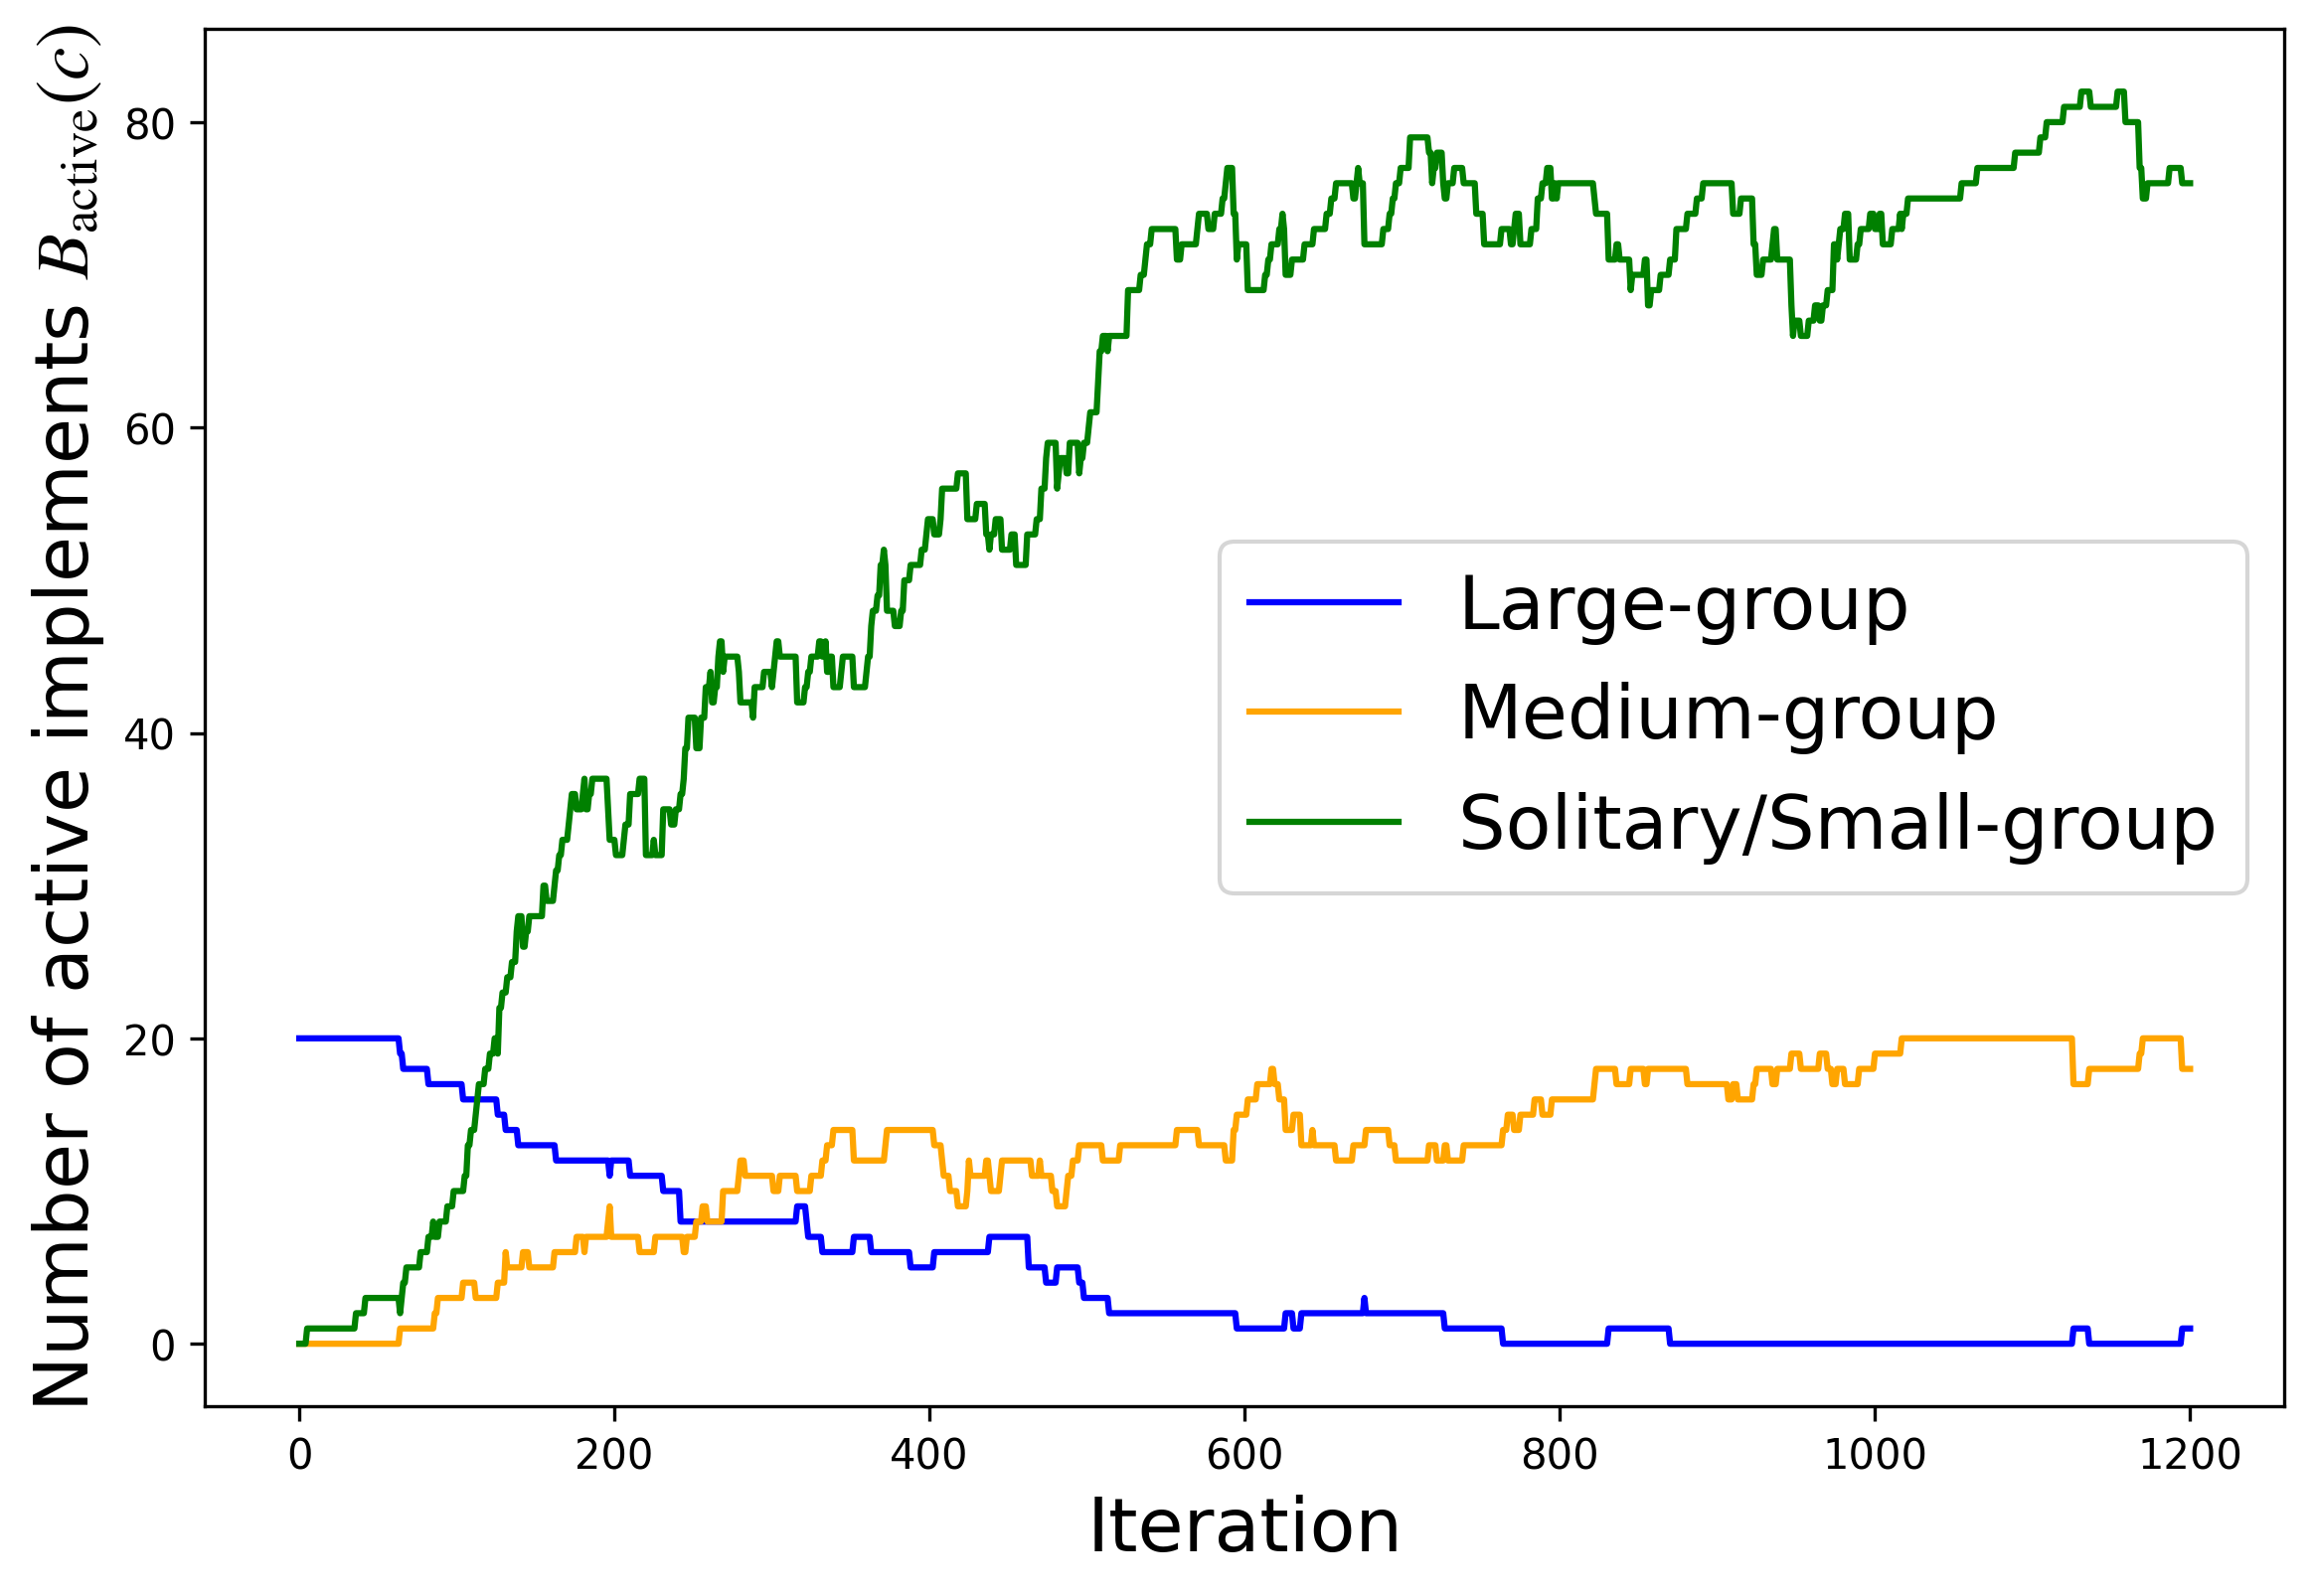 Number of active implements B_active(c)
80
60
40
20
0
Large-group
Medium-group
Solitary/Small-group
0 200 400 600 800 1000 1200
Iteration